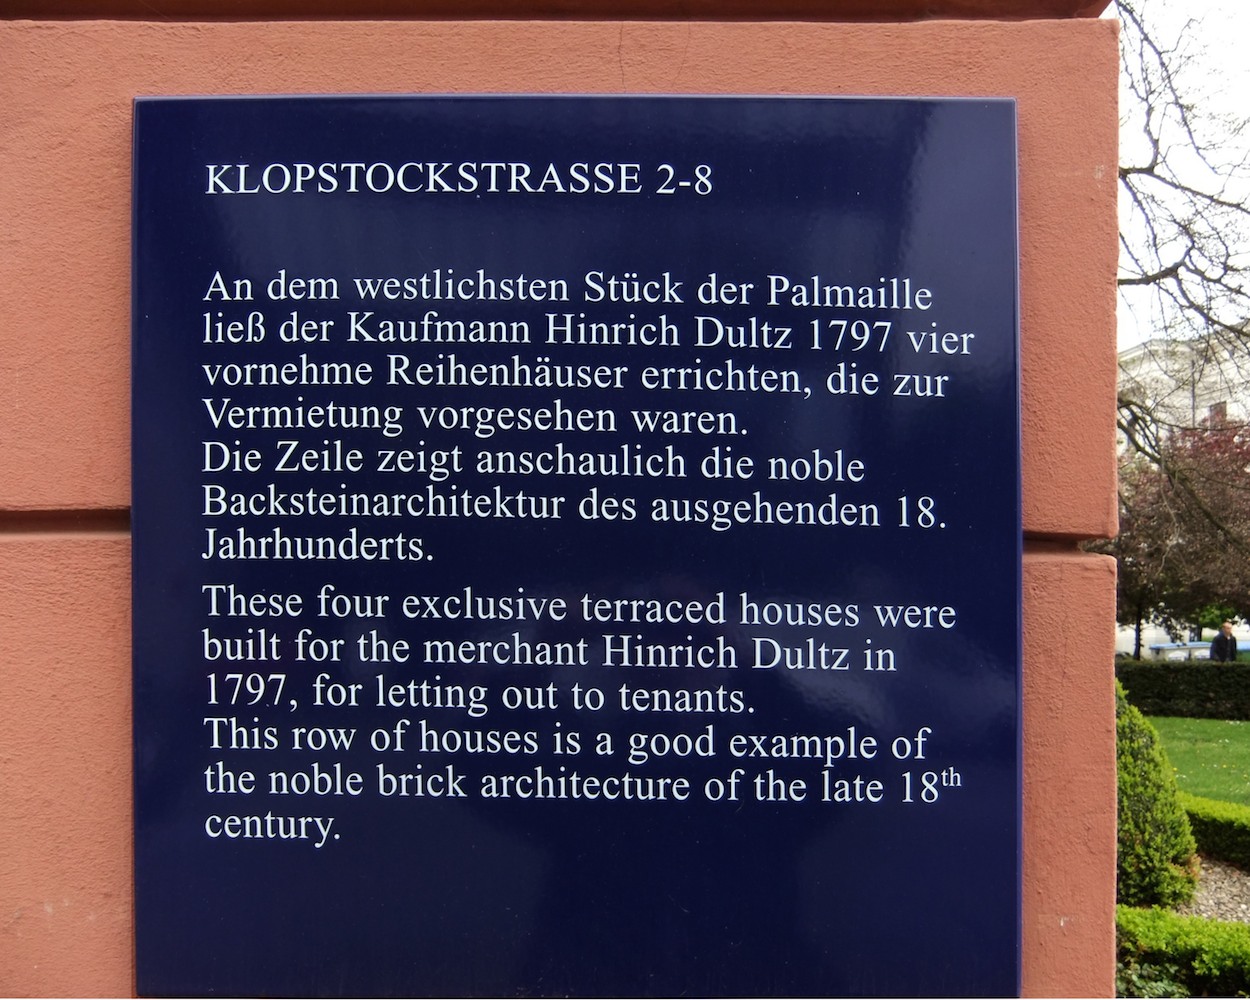 KLOPSTOCKSTRASSE 2-8
An dem westlichsten Stück der Palmaille
ließ der Kaufmann Hinrich Dultz 1797 vier
vornehme Reihenhäuser errichten, die zur
Vermietung vorgesehen waren.
Die Zeile zeigt anschaulich die noble
Backsteinarchitektur des ausgehenden 18.
Jahrhunderts.
These four exclusive terraced houses were
built for the merchant Hinrich Dultz in
1797, for letting out to tenants.
This row of houses is a good example of
the noble brick architecture of the late 18th
century.